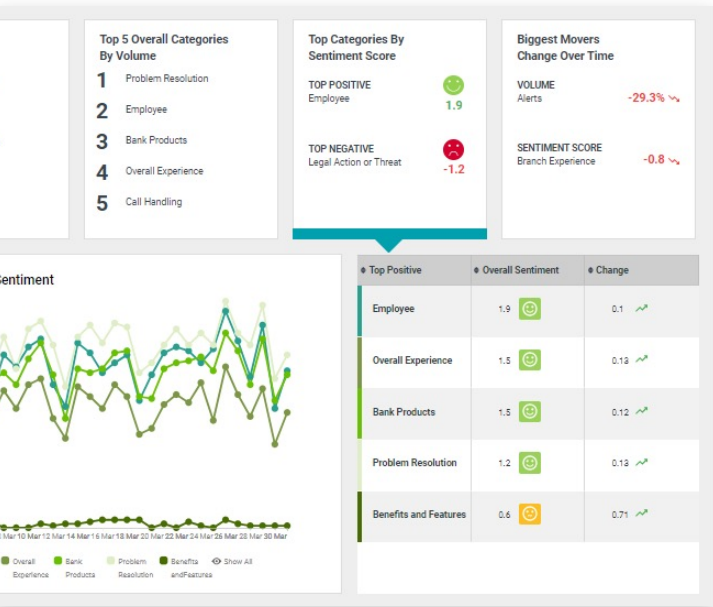 Top 5 Overall Categories
By Volume
1 Problem Resolution
2 Employee
3 Bank Products
4 Overall Experience
5 Call Handling
Top Categories By
Sentiment Score
TOP POSITIVE
Employee
1.9
TOP NEGATIVE
Legal Action or Threat
-1.2
Biggest Movers
Change Over Time
VOLUME
Alerts
-29.3%
SENTIMENT SCORE
Branch Experience
-0.8
Sentiment
Mar 10 Mar 12 Mar 14 Mar 16 Mar 18 Mar 20 Mar 22 Mar 24 Mar 26 Mar 28 Mar 30 Mar
Overall Experience
Bank Products
Problem Resolution
Benefits andFeatures
Show All
Top Positive Overall Sentiment Change
Employee 1.9 0.1
Overall Experience 1.5 0.13
Bank Products 1.5 0.12
Problem Resolution 1.2 0.13
Benefits and Features 0.6 0.71